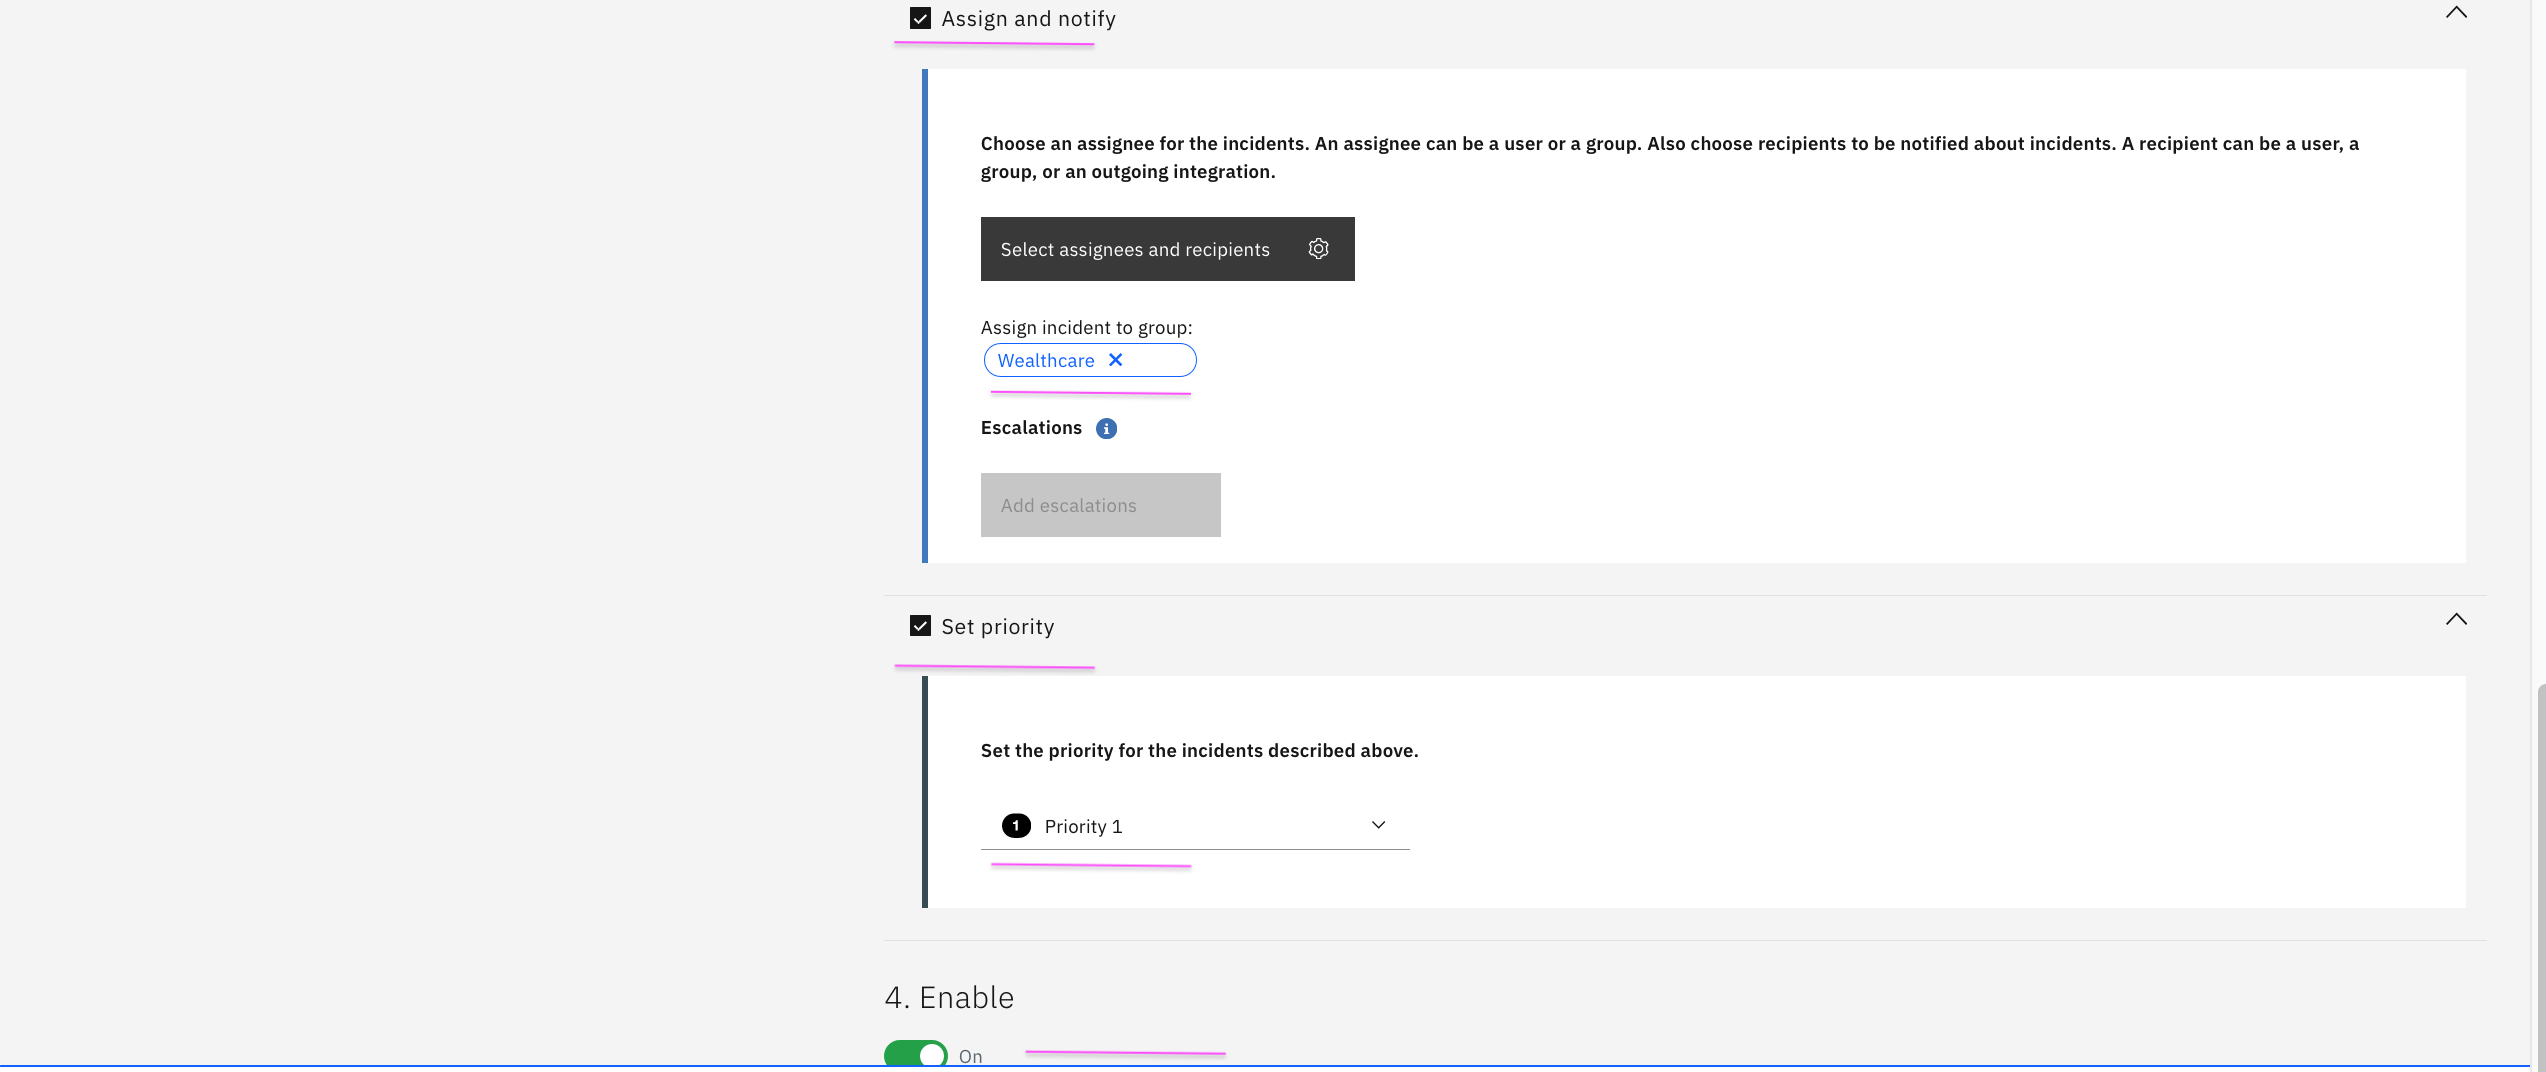 Assign and notify
Choose an assignee for the incidents. An assignee can be a user or a group. Also choose recipients to be notified about incidents. A recipient can be a user, a
group, or an outgoing integration.
Select assignees and recipients
Assign incident to group:
Wealthcare
Escalations
Add escalations
Set priority
Set the priority for the incidents described above.
1 Priority 1
4. Enable
On